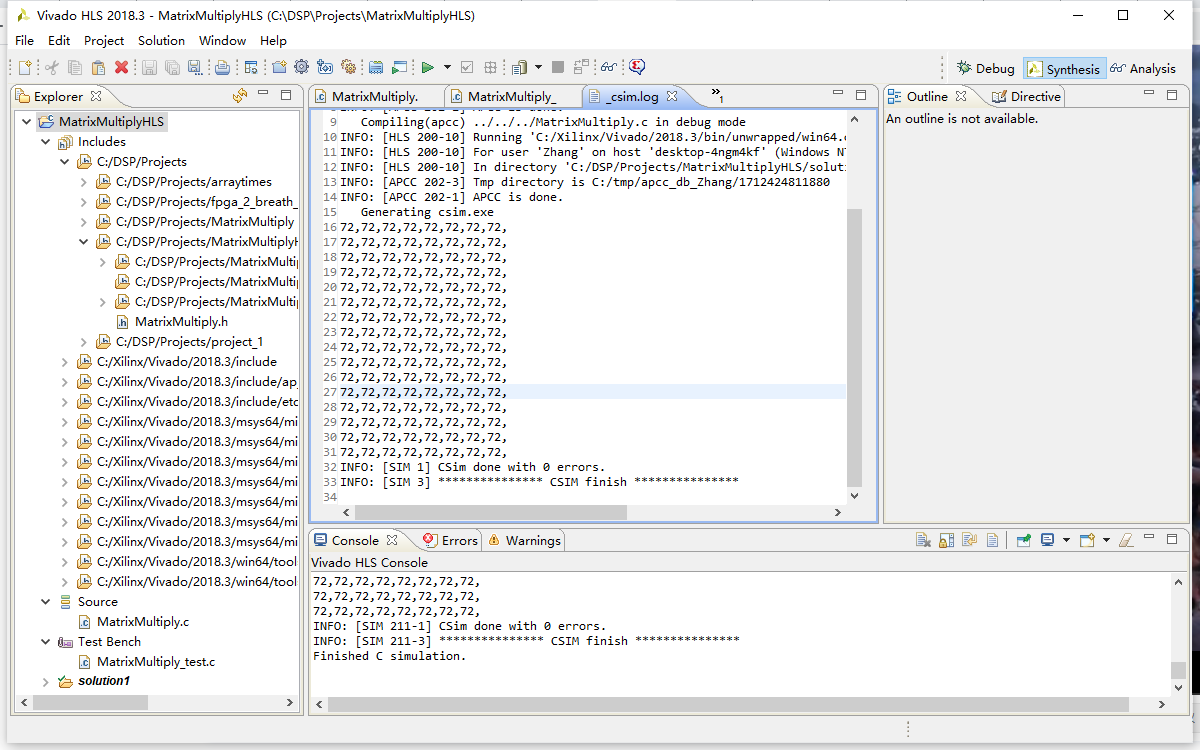 Vivado HLS 2018.3 - MatrixMultiplyHLS (C:\DSP\Projects\MatrixMultiplyHLS)
File Edit Project Solution Window Help
Debug Synthesis Analysis
Explorer
MatrixMultiplyHLS
Includes
C:/DSP/Projects
C:/DSP/Projects/arraytimes
C:/DSP/Projects/fpga_2_breath_
C:/DSP/Projects/MatrixMultiply
C:/DSP/Projects/MatrixMultiplyH
C:/DSP/Projects/MatrixMultip
C:/DSP/Projects/MatrixMultip
C:/DSP/Projects/MatrixMultip
MatrixMultiply.h
C:/DSP/Projects/project_1
C:/Xilinx/Vivado/2018.3/include
C:/Xilinx/Vivado/2018.3/include/ap_
C:/Xilinx/Vivado/2018.3/include/etc
C:/Xilinx/Vivado/2018.3/msys64/mi
C:/Xilinx/Vivado/2018.3/msys64/mi
C:/Xilinx/Vivado/2018.3/msys64/mi
C:/Xilinx/Vivado/2018.3/msys64/mi
C:/Xilinx/Vivado/2018.3/msys64/mi
C:/Xilinx/Vivado/2018.3/msys64/mi
C:/Xilinx/Vivado/2018.3/msys64/mi
C:/Xilinx/Vivado/2018.3/win64/tool
C:/Xilinx/Vivado/2018.3/win64/tool
Source
MatrixMultiply.c
Test Bench
MatrixMultiply_test.c
solution1
MatrixMultiply. MatrixMultiply_ _csim.log »1
9 Compiling(apcc) ../../../MatrixMultiply.c in debug mode
10 INFO: [HLS 200-10] Running 'C:/Xilinx/Vivado/2018.3/bin/unwrapped/win64.o
11 INFO: [HLS 200-10] For user 'Zhang' on host 'desktop-4ngm4kf' (Windows NT
12 INFO: [HLS 200-10] In directory 'C:/DSP/Projects/MatrixMultiplyHLS/soluti
13 INFO: [APCC 202-3] Tmp directory is C:/tmp/apcc_db_Zhang/1712424811880
14 INFO: [APCC 202-1] APCC is done.
15 Generating csim.exe
16 72,72,72,72,72,72,72,72,
17 72,72,72,72,72,72,72,72,
18 72,72,72,72,72,72,72,72,
19 72,72,72,72,72,72,72,72,
20 72,72,72,72,72,72,72,72,
21 72,72,72,72,72,72,72,72,
22 72,72,72,72,72,72,72,72,
23 72,72,72,72,72,72,72,72,
24 72,72,72,72,72,72,72,72,
25 72,72,72,72,72,72,72,72,
26 72,72,72,72,72,72,72,72,
27 72,72,72,72,72,72,72,72,
28 72,72,72,72,72,72,72,72,
29 72,72,72,72,72,72,72,72,
30 72,72,72,72,72,72,72,72,
31 72,72,72,72,72,72,72,72,
32 INFO: [SIM 1] CSim done with 0 errors.
33 INFO: [SIM 3] *************** CSIM finish ***************
34
Outline Directive
An outline is not available.
Console Errors Warnings
Vivado HLS Console
72,72,72,72,72,72,72,72,
72,72,72,72,72,72,72,72,
72,72,72,72,72,72,72,72,
INFO: [SIM 211-1] CSim done with 0 errors.
INFO: [SIM 211-3] *************** CSIM finish ***************
Finished C simulation.